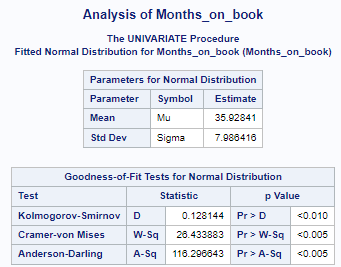 Analysis of Months_on_book
The UNIVARIATE Procedure
Fitted Normal Distribution for Months_on_book (Months_on_book)
Parameters for Normal Distribution
Parameter Symbol Estimate
Mean Mu 35.92841
Std Dev Sigma 7.986416
Goodness-of-Fit Tests for Normal Distribution
Test Statistic p Value
Kolmogorov-Smirnov D 0.128144 Pr > D <0.010
Cramer-von Mises W-Sq 26.433883 Pr > W-Sq <0.005
Anderson-Darling A-Sq 116.296643 Pr > A-Sq <0.005